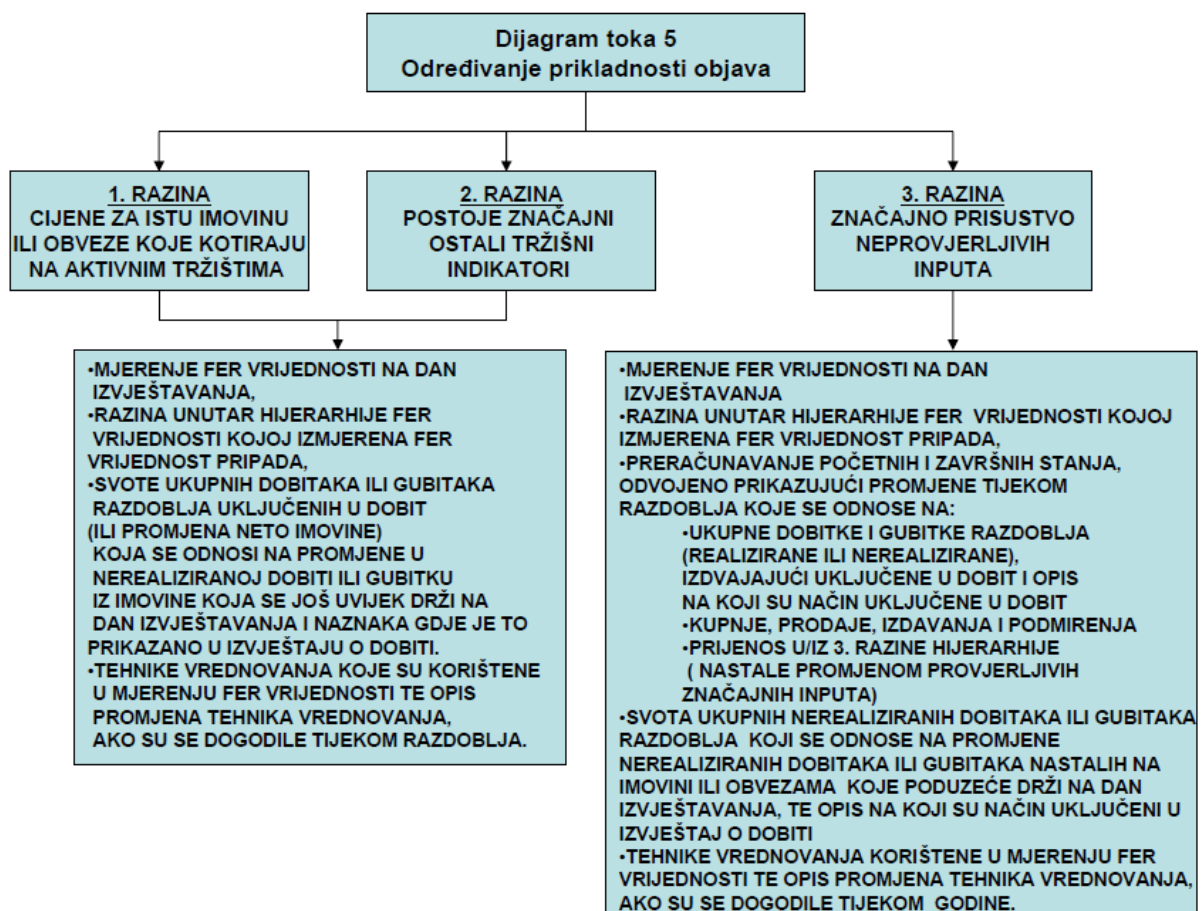 Dijagram toka 5
Određivanje prikladnosti objava
1. RAZINA
CIJENE ZA ISTU IMOVINU
ILI OBVEZE KOJE KOTIRAJU
NA AKTIVNIM TRŽIŠTIMA
2. RAZINA
POSTOJE ZNAČAJNI
OSTALI TRŽIŠNI
INDIKATORI
3. RAZINA
ZNAČAJNO PRISUSTVO
NEPROVJERLJIVIH
INPUTA
•MJERENJE FER VRIJEDNOSTI NA DAN
IZVJEŠTAVANJA,
•RAZINA UNUTAR HIJERARHIJE FER
VRIJEDNOSTI KOJOJ IZMJERENA FER
VRIJEDNOST PRIPADA,
•SVOTE UKUPNIH DOBITAKA ILI GUBITAKA
RAZDOBLJA UKLJUČENIH U DOBIT
(ILI PROMJENA NETO IMOVINE)
KOJA SE ODNOSI NA PROMJENE U
NEREALIZIRANOJ DOBITI ILI GUBITKU
IZ IMOVINE KOJA SE JOŠ UVIJEK DRŽI NA
DAN IZVJEŠTAVANJA I NAZNAKA GDJE JE TO
PRIKAZANO U IZVJEŠTAJU O DOBITI.
•TEHNIKE VREDNOVANJA KOJE SU KORIŠTENE
U MJERENJU FER VRIJEDNOSTI TE OPIS
PROMJENA TEHNIKA VREDNOVANJA,
AKO SU SE DOGODILE TIJEKOM RAZDOBLJA.
•MJERENJE FER VRIJEDNOSTI NA DAN
IZVJEŠTAVANJA
•RAZINA UNUTAR HIJERARHIJE FER VRIJEDNOSTI KOJOJ
IZMJERENA FER VRIJEDNOST PRIPADA,
•PRERAČUNAVANJE POČETNIH I ZAVRŠNIH STANJA,
ODVOJENO PRIKAZUJUĆI PROMJENE TIJEKOM
RAZDOBLJA KOJE SE ODNOSE NA:
•UKUPNE DOBITKE I GUBITKE RAZDOBLJA
(REALIZIRANE ILI NEREALIZIRANE),
IZDVAJAJUĆI UKLJUČENE U DOBIT I OPIS
NA KOJI SU NAČIN UKLJUČENE U DOBIT
•KUPNJE, PRODAJE, IZDAVANJA I PODMIRENJA
•PRIJENOS U/IZ 3. RAZINE HIJERARHIJE
( NASTALE PROMJENOM PROVJERLJIVIH
ZNAČAJNIH INPUTA)
•SVOTA UKUPNIH NEREALIZIRANIH DOBITAKA ILI GUBITAKA
RAZDOBLJA KOJI SE ODNOSE NA PROMJENE
NEREALIZIRANIH DOBITAKA ILI GUBITAKA NASTALIH NA
IMOVINI ILI OBVEZAMA KOJE PODUZEĆE DRŽI NA DAN
IZVJEŠTAVANJA, TE OPIS NA KOJI SU NAČIN UKLJUČENI U
IZVJEŠTAJ O DOBITI
•TEHNIKE VREDNOVANJA KORIŠTENE U MJERENJU FER
VRIJEDNOSTI TE OPIS PROMJENA TEHNIKA VREDNOVANJA,
AKO SU SE DOGODILE TIJEKOM GODINE.